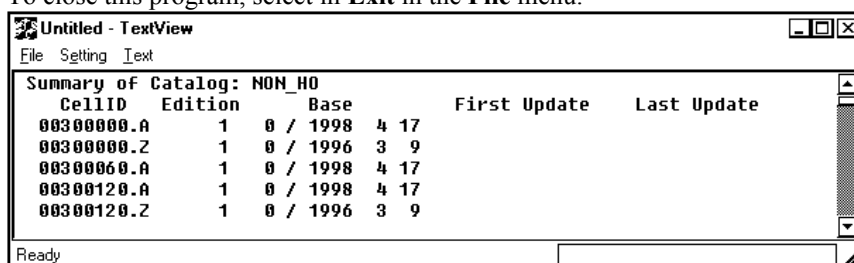 To close this program, select in Exit in the File menu.
Untitled - TextView
File Setting Text
Summary of Catalog: NON_HO
CellID Edition Base First Update Last Update
00300000.A 1 0 / 1998 4 17
00300000.Z 1 0 / 1996 3 9
00300060.A 1 0 / 1998 4 17
00300120.A 1 0 / 1998 4 17
00300120.Z 1 0 / 1996 3 9
Ready